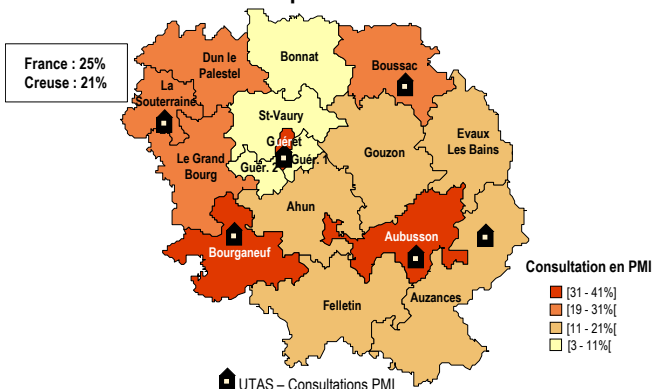 France : 25%
Creuse : 21%
Dun le
Palestel
Bonnat
Boussac
La
Souterraine
St-Vaury
Evaux
Les Bains
Guéret
Guér. 1
Guér. 2
Gouzon
Le Grand
Bourg
Ahun
Aubusson
Bourganeuf
Felletin
Auzances
Consultation en PMI
[31 - 41%]
[19 - 31%[
[11 - 21%[
[3 - 11%[
UTAS – Consultations PMI